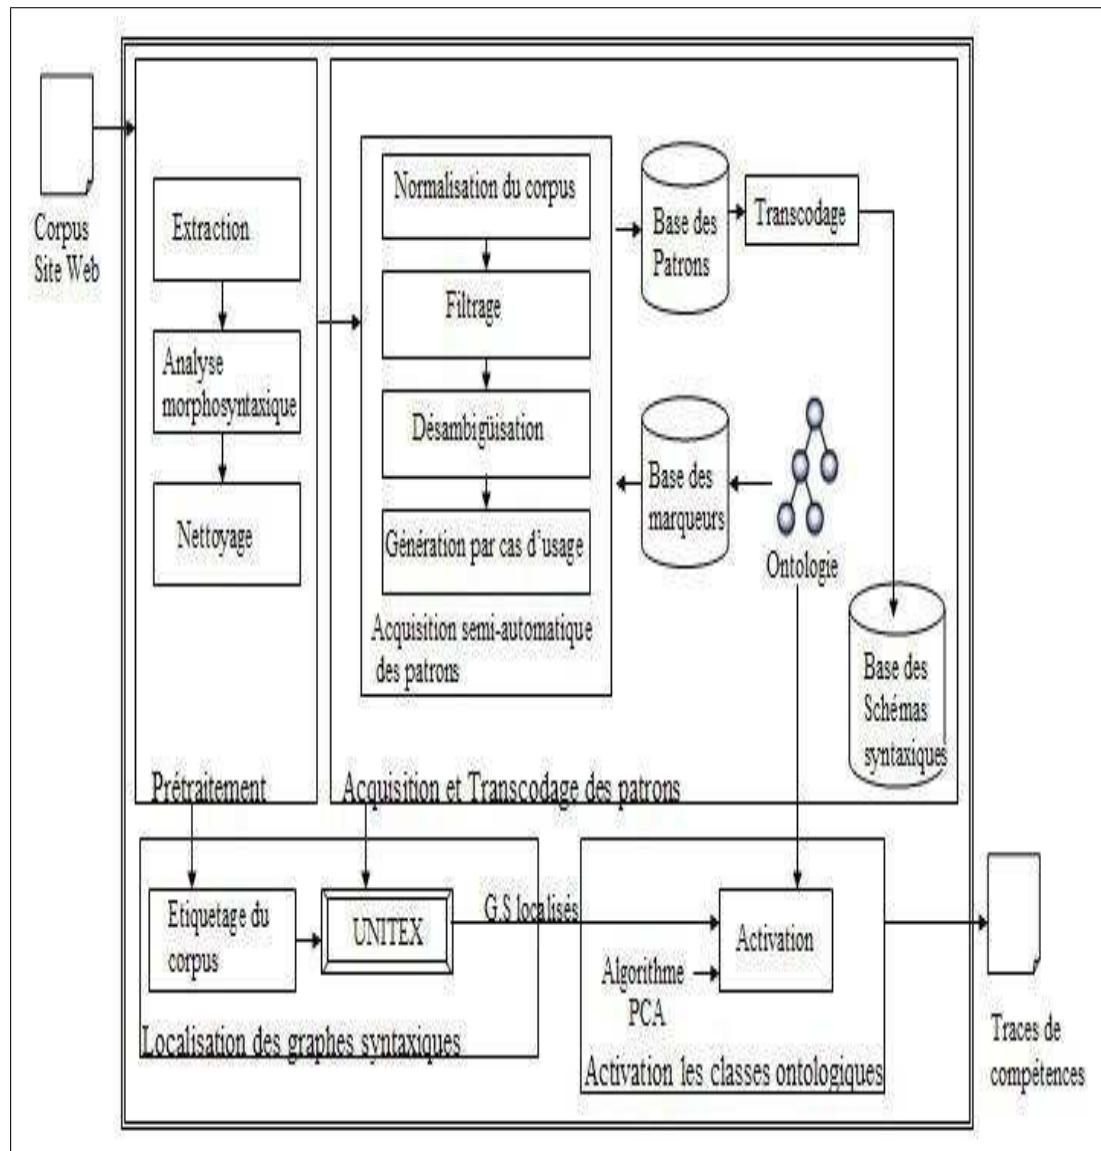 Corpus
Site Web
Extraction
Analyse
morphosyntaxique
Nettoyage
Prétraitement
Normalisation du corpus
Filtrage
Désambigüisation
Génération par cas d'usage
Acquisition semi-automatique
des patrons
Base des
Patrons
Transcodage
Base des
marqueurs
Ontologie
Base des
Schémas
syntaxiques
Acquisition et Transcodage des patrons
Etiquetage du
corpus
UNITEX
G.S localisés
Localisation des graphes syntaxiques
Activation
Algorithme
PCA
Activation les classes ontologiques
Traces de
compétences